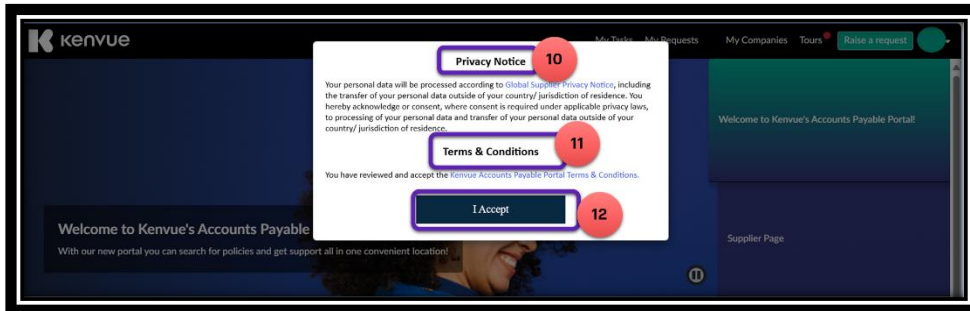 kenvue
My Tasks My Requests My Companies Tours Raise a request
Privacy Notice
10
Your personal data will be processed according to Global Supplier Privacy Notice, including
the transfer of your personal data outside of your country/ jurisdiction of residence. You
hereby acknowledge or consent, where consent is required under applicable privacy laws,
to processing of your personal data and transfer of your personal data outside of your
country/ jurisdiction of residence.
Terms & Conditions
11
You have reviewed and accept the Kenvue Accounts Payable Portal Terms & Conditions.
I Accept
12
Welcome to Kenvue's Accounts Payable
With our new portal you can search for policies and get support all in one convenient location!
Welcome to Kenvue's Accounts Payable Portal!
Supplier Page